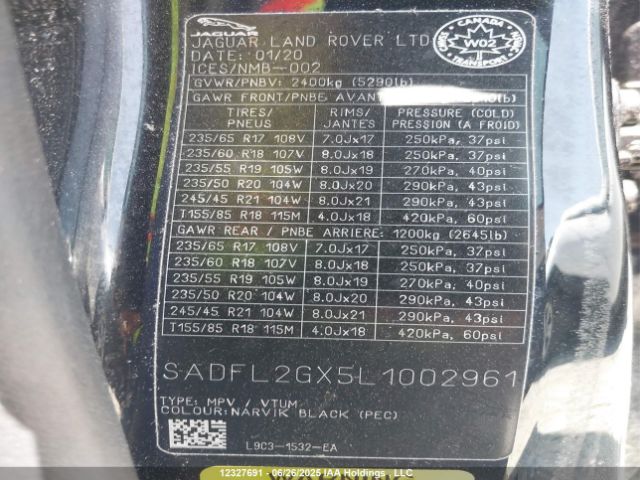 JAGUAR
CANADA
W02
TRANSPORT
JAGUAR LAND ROVER LTD
DATE: 01/20
ICES/NMB-002
GVWR/PNBV: 2400kg (5290lb)
GAWR FRONT/PNBE AVANT
TIRES/ PNEUS RIMS/ JANTES PRESSURE (COLD) PRESSION (A FROID)
235/65 R17 108V 7.0Jx17 250kPa, 37psi
235/60 R18 107V 8.0Jx18 250kPa, 37psi
235/55 R19 105W 8.0Jx19 270kPa, 40psi
235/50 R20 104W 8.0Jx20 290kPa, 43psi
245/45 R21 104W 8.0Jx21 290kPa, 43psi
T155/85 R18 115M 4.0Jx18 420kPa, 60psi
GAWR REAR / PNBE ARRIERE: 1200kg (2645lb)
235/65 R17 108V 7.0Jx17 250kPa, 37psi
235/60 R18 107V 8.0Jx18 250kPa, 37psi
235/55 R19 105W 8.0Jx19 270kPa, 40psi
235/50 R20 104W 8.0Jx20 290kPa, 43psi
245/45 R21 104W 8.0Jx21 290kPa, 43psi
T155/85 R18 115M 4.0Jx18 420kPa, 60psi
SADFL2GX5L1002961
TYPE: MPV / VTUM
COLOUR: NARVIK BLACK (PEC)
L9C3-1532-EA
12327691 - 06/26/2025 IAA Holdings , LLC